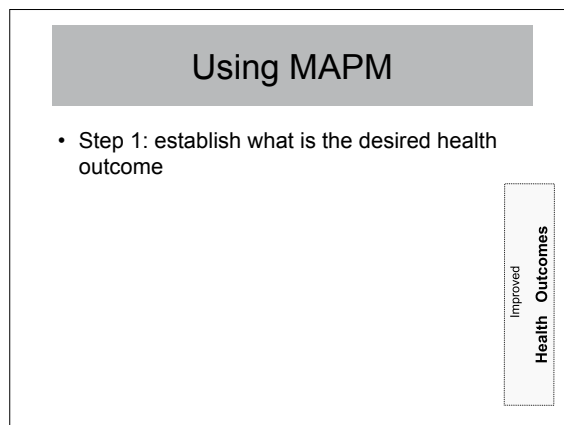 Using MAPM
• Step 1: establish what is the desired health
outcome
Improved
Health Outcomes